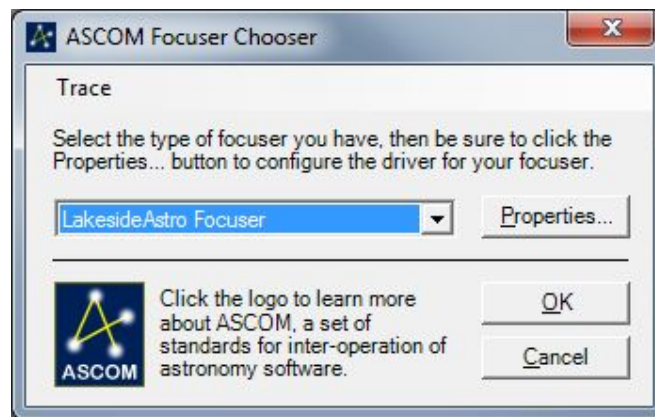 ASCOM Focuser Chooser
X
Trace
Select the type of focuser you have, then be sure to click the
Properties... button to configure the driver for your focuser.
LakesideAstro Focuser
Properties...
Click the logo to learn more
about ASCOM, a set of
standards for inter-operation of
astronomy software.
ASCOM
OK
Cancel